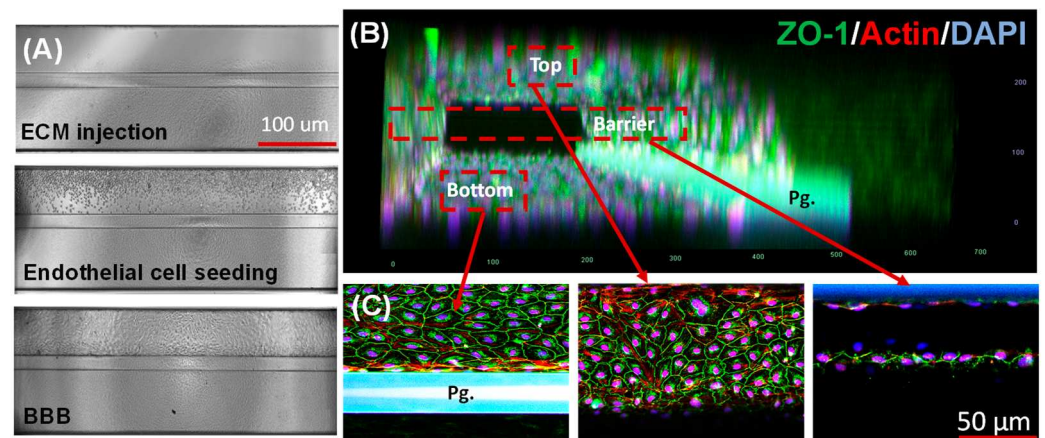 (A)
ECM injection
100 um
Endothelial cell seeding
BBB
(B)
ZO-1/Actin/DAPI
Top
Barrier
Bottom
Pg.
200
100
0
0
100
200
300
400
500
600
700
(C)
Pg.
50 μm